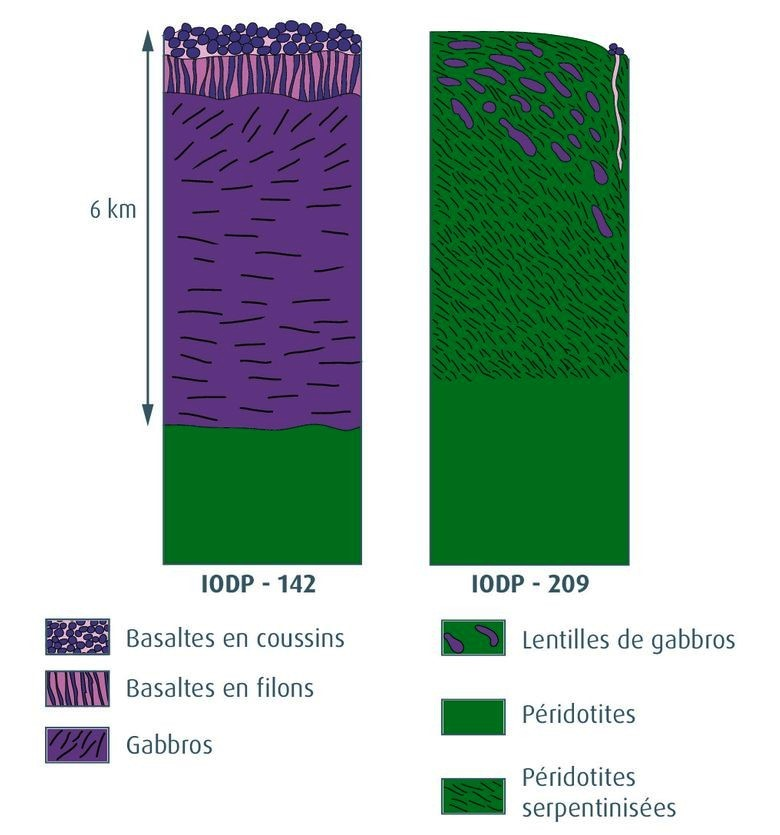 6 km
IODP - 142
IODP - 209
Basaltes en coussins
Basaltes en filons
Gabbros
Lentilles de gabbros
Péridotites
Péridotites
serpentinisées